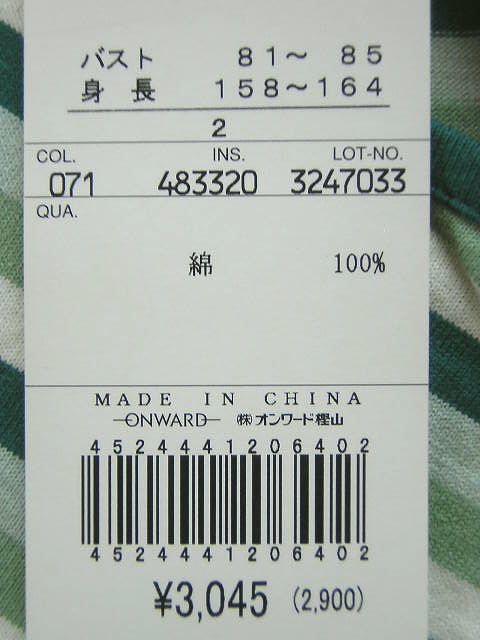 バスト 81～ 85
身長 158～164
2
COL. INS. LOT-NO.
071 483320 3247033
QUA.
綿 100%
MADE IN CHINA
ONWARD ㈱オンワード樫山
4524441206402
4524441206402
¥3,045 (2,900)